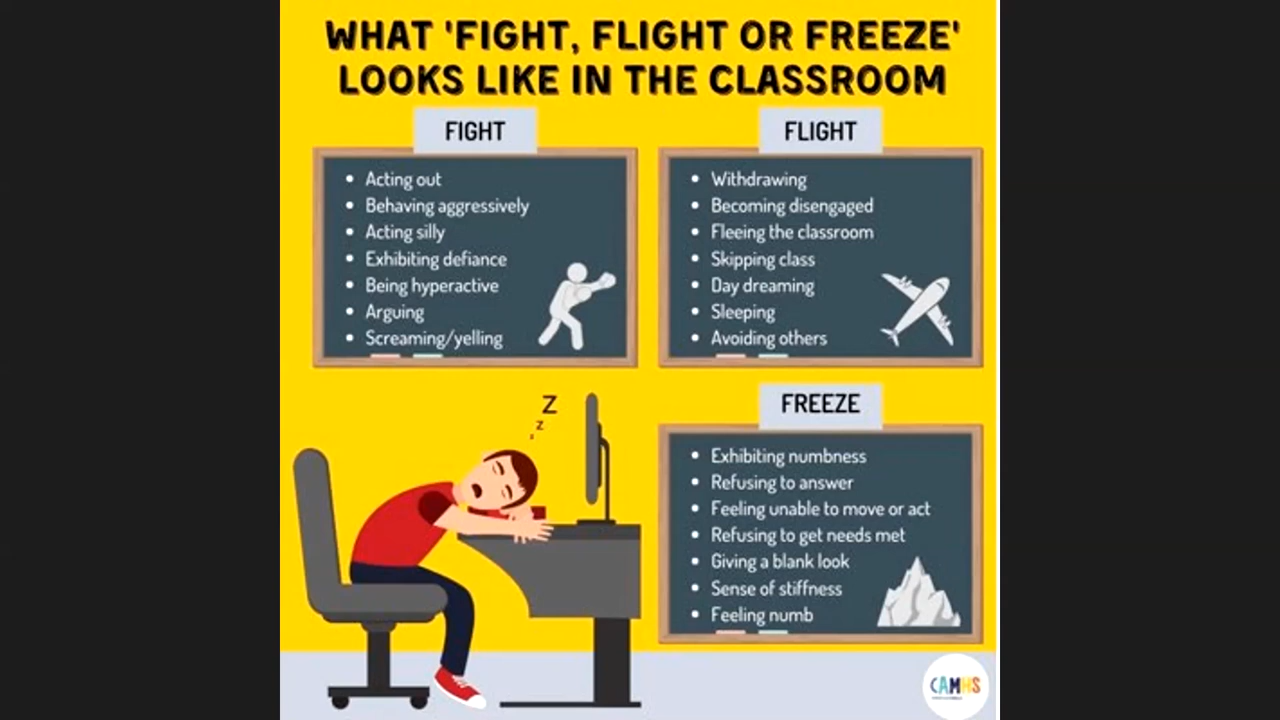 WHAT 'FIGHT, FLIGHT OR FREEZE'
LOOKS LIKE IN THE CLASSROOM
FIGHT
Acting out
Behaving aggressively
Acting silly
Exhibiting defiance
Being hyperactive
Arguing
Screaming/yelling
FLIGHT
Withdrawing
Becoming disengaged
Fleeing the classroom
Skipping class
Day dreaming
Sleeping
Avoiding others
z
z
Z
FREEZE
Exhibiting numbness
Refusing to answer
Feeling unable to move or act
Refusing to get needs met
Giving a blank look
Sense of stiffness
Feeling numb
CAMHS